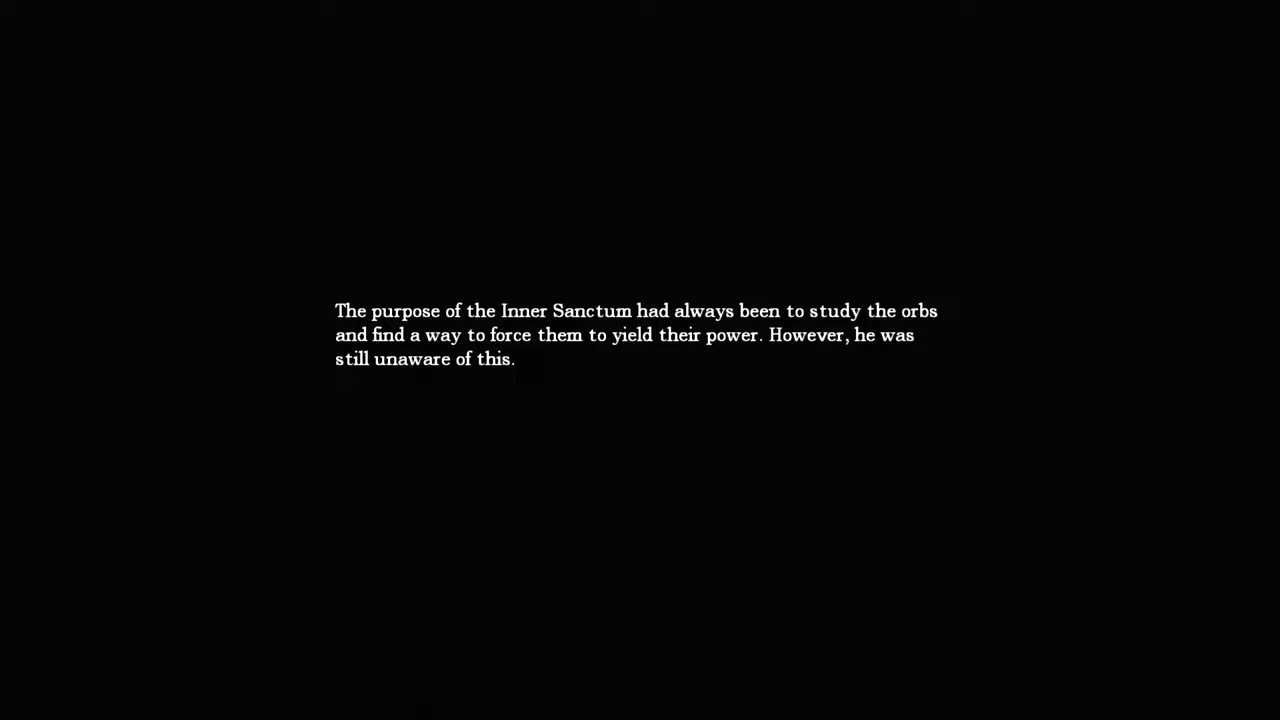 The purpose of the Inner Sanctum had always been to study the orbs
and find a way to force them to yield their power. However, he was
still unaware of this.